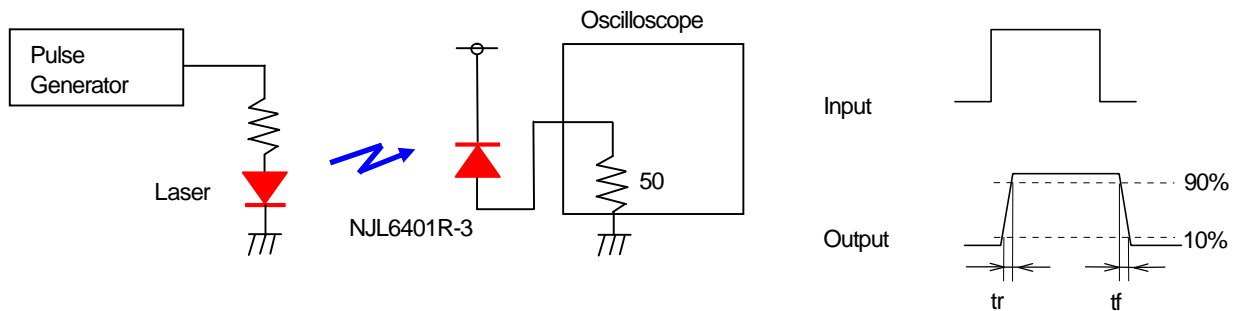 Oscilloscope
Pulse
Generator
Laser
NJL6401R-3
50
Input
Output
90%
10%
tr
tf